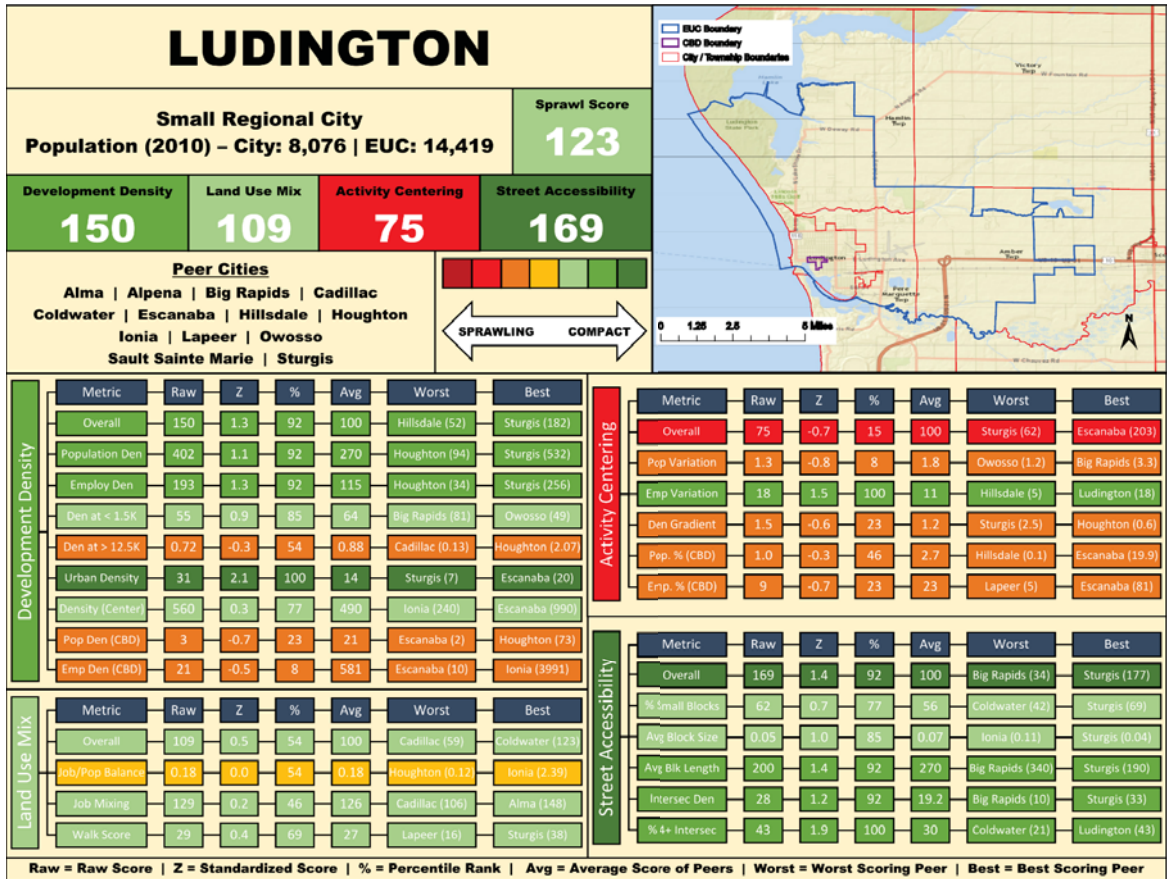 LUDINGTON
Small Regional City
Population (2010) – City: 8,076 | EUC: 14,419
Sprawl Score
123
Development Density
150
Land Use Mix
109
Activity Centering
75
Street Accessibility
169
Peer Cities
Alma | Alpena | Big Rapids | Cadillac
Coldwater | Escanaba | Hillsdale | Houghton
Ionia | Lapeer | Owosso
Sault Sainte Marie | Sturgis
SPRAWLING COMPACT
EUC Boundary
CBD Boundary
City / Township Boundaries
Victory Twp
W Fountain Rd
Hamlin Lake
Ludington State Park
Hamlin Twp
Amber Twp
Pere Marquette Twp
0 1.25 2.5 5 Miles
N
Development Density
Metric Raw Z % Avg Worst Best
Overall 150 1.3 92 100 Hillsdale (52) Sturgis (182)
Population Den 402 1.1 92 270 Houghton (94) Sturgis (532)
Employ Den 193 1.3 92 115 Houghton (34) Sturgis (256)
Den at < 1.5K 55 0.9 85 64 Big Rapids (81) Owosso (49)
Den at > 12.5K 0.72 -0.3 54 0.88 Cadillac (0.13) Houghton (2.07)
Urban Density 31 2.1 100 14 Sturgis (7) Escanaba (20)
Density (Center) 560 0.3 77 490 Ionia (240) Escanaba (990)
Pop Den (CBD) 3 -0.7 23 21 Escanaba (2) Houghton (73)
Emp Den (CBD) 21 -0.5 8 581 Escanaba (10) Ionia (3991)
Land Use Mix
Metric Raw Z % Avg Worst Best
Overall 109 0.5 54 100 Cadillac (59) Coldwater (123)
Job/Pop Balance 0.18 0.0 54 0.18 Houghton (0.12) Ionia (2.39)
Job Mixing 129 0.2 46 126 Cadillac (106) Alma (148)
Walk Score 29 0.4 69 27 Lapeer (16) Sturgis (38)
Activity Centering
Metric Raw Z % Avg Worst Best
Overall 75 -0.7 15 100 Sturgis (62) Escanaba (203)
Pop Variation 1.3 -0.8 8 1.8 Owosso (1.2) Big Rapids (3.3)
Emp Variation 18 1.5 100 11 Hillsdale (5) Ludington (18)
Den Gradient 1.5 -0.6 23 1.2 Sturgis (2.5) Houghton (0.6)
Pop. % (CBD) 1.0 -0.3 46 2.7 Hillsdale (0.1) Escanaba (19.9)
Emp. % (CBD) 9 -0.7 23 23 Lapeer (5) Escanaba (81)
Street Accessibility
Metric Raw Z % Avg Worst Best
Overall 169 1.4 92 100 Big Rapids (34) Sturgis (177)
% Small Blocks 62 0.7 77 56 Coldwater (42) Sturgis (69)
Avg Block Size 0.05 1.0 85 0.07 Ionia (0.11) Sturgis (0.04)
Avg Blk Length 200 1.4 92 270 Big Rapids (340) Sturgis (190)
Intersec Den 28 1.2 92 19.2 Big Rapids (10) Sturgis (33)
% 4+ Intersec 43 1.9 100 30 Coldwater (21) Ludington (43)
Raw = Raw Score | Z = Standardized Score | % = Percentile Rank | Avg = Average Score of Peers | Worst = Worst Scoring Peer | Best = Best Scoring Peer